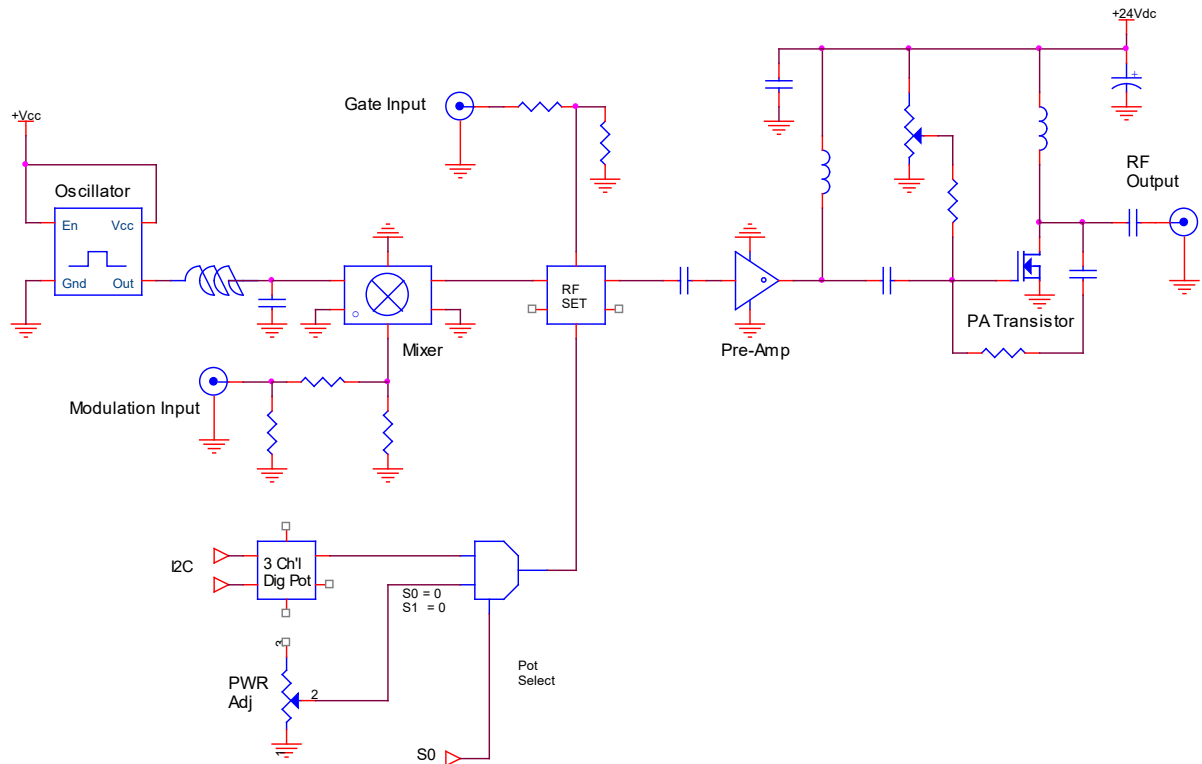 +24Vdc
Gate Input
+Vcc
Oscillator
En
Vcc
Gnd
Out
RF
Output
RF
SET
Mixer
Pre-Amp
PA Transistor
Modulation Input
I2C
3 Ch'l
Dig Pot
S0 = 0
S1 = 0
3
PWR
Adj
2
1
Pot
Select
S0